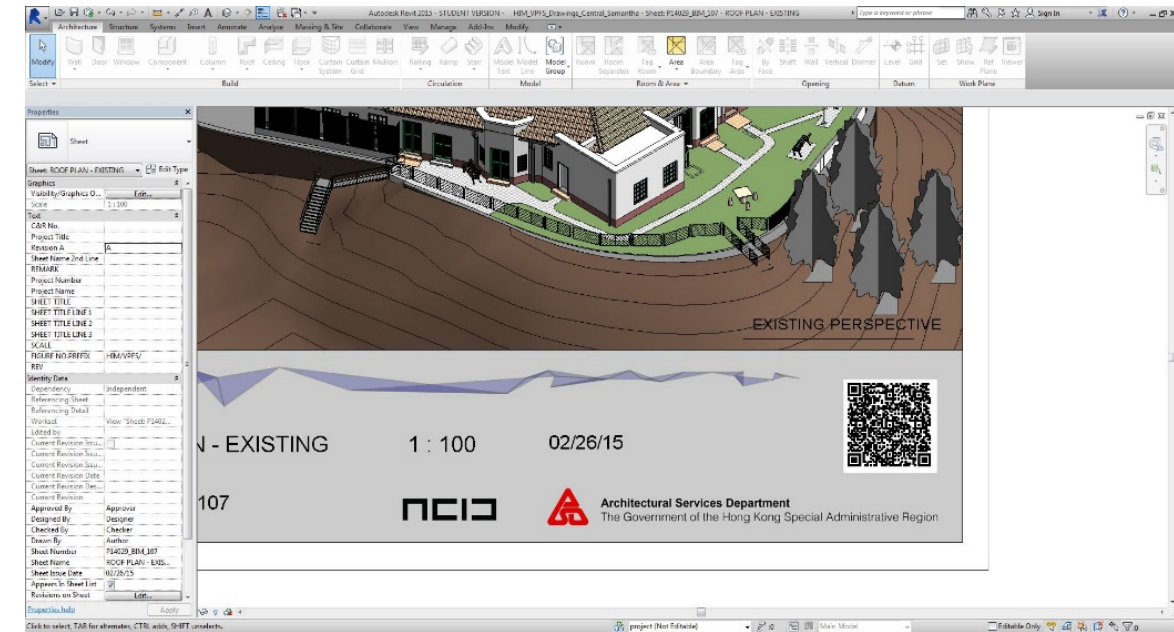 Autodesk Revit 2015 - STUDENT VERSION - HIM_VPFS_Drawings_Central_Samantha - Sheet: P14029_BIM_107 - ROOF PLAN - EXISTING
Type a keyword or phrase
Sign In
Architecture Structure Systems Insert Annotate Analyze Massing & Site Collaborate View Manage Add-Ins Modify
Modify Wall Door Window Component Column Roof Ceiling Floor Curtain System Curtain Grid Mullion Railing Ramp Stair Model Text Model Line Model Group Room Room Separator Tag Room Area Area Boundary Tag Area By Face Shaft Wall Vertical Dormer Level Grid Set Show Ref Plane Viewer
Select Build Circulation Model Room & Area Opening Datum Work Plane
Properties
Sheet
Sheet: ROOF PLAN - EXISTING Edit Type
Graphics
Visibility/Graphics O... Edit...
Scale 1 : 100
Text
C&R No.
Project Title
Revision A A
Sheet Name 2nd Line
REMARK
Project Number
Project Name
SHEET TITLE
SHEET TITLE LINE 1
SHEET TITLE LINE 2
SHEET TITLE LINE 3
SCALE
FIGURE NO.PREFIX HIM/VPFS/
REV
Identity Data
Dependency Independent
Referencing Sheet
Referencing Detail
Workset View "Sheet: P1402...
Edited by
Current Revision Issu...
Current Revision Issu...
Current Revision Issu...
Current Revision Date
Current Revision Des...
Current Revision
Approved By Approver
Designed By Designer
Checked By Checker
Drawn By Author
Sheet Number P14029_BIM_107
Sheet Name ROOF PLAN - EXIS...
Sheet Issue Date 02/26/15
Appears In Sheet List
Revisions on Sheet Edit...
Properties help Apply
EXISTING PERSPECTIVE
N - EXISTING 1 : 100 02/26/15
107
Architectural Services Department
The Government of the Hong Kong Special Administrative Region
Click to select, TAB for alternates, CTRL adds, SHIFT unselects.
project (Not Editable) :0 Main Model Editable Only :0